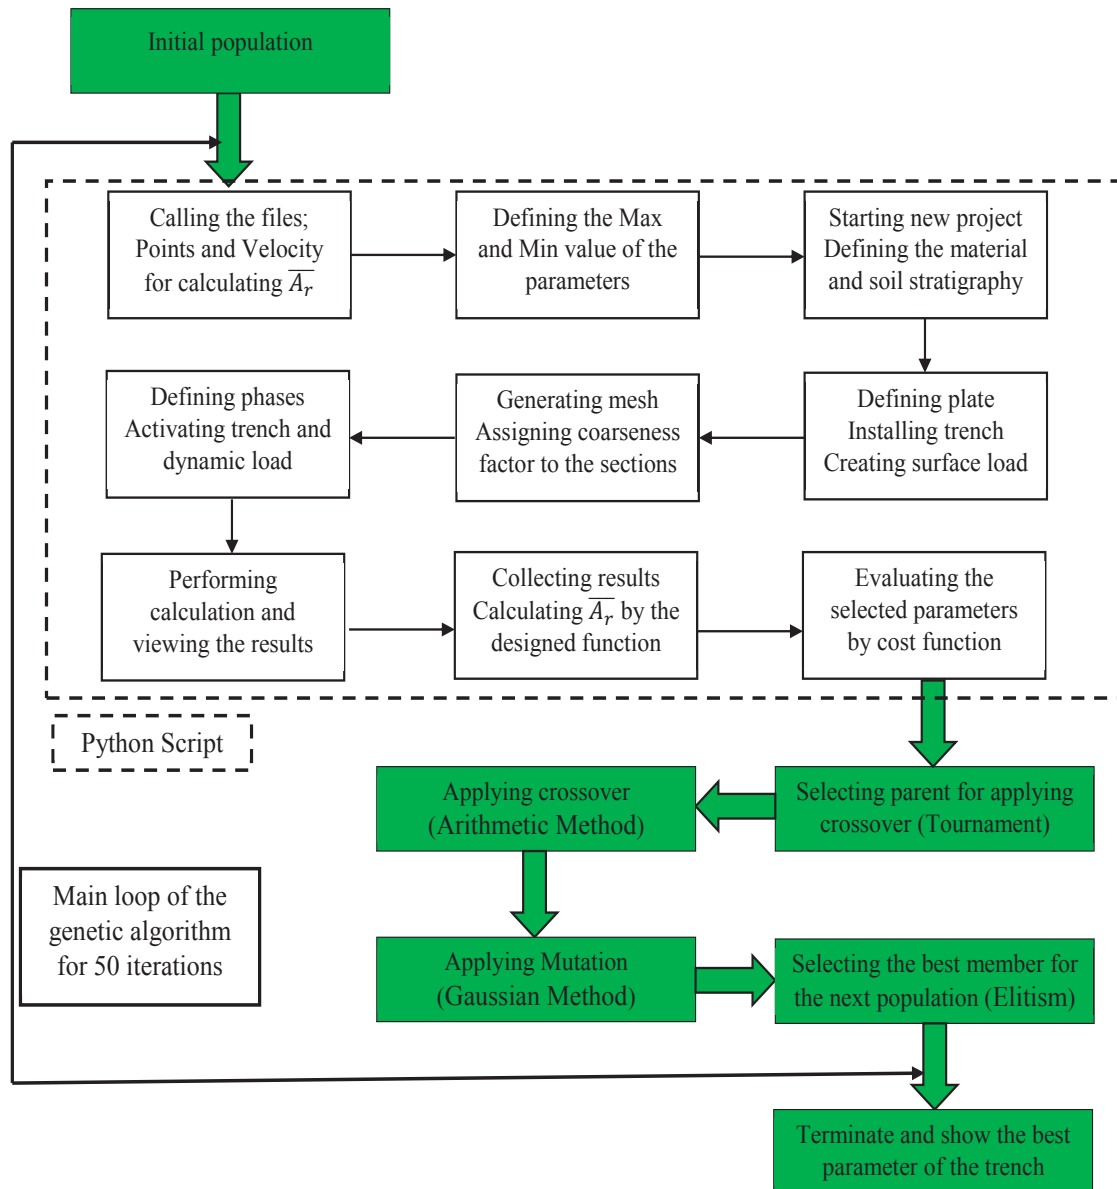 Initial population
Calling the files;
Points and Velocity
for calculating $\overline{A_r}$
Defining the Max
and Min value of the
parameters
Starting new project
Defining the material
and soil stratigraphy
Defining plate
Installing trench
Creating surface load
Generating mesh
Assigning coarseness
factor to the sections
Defining phases
Activating trench and
dynamic load
Performing
calculation and
viewing the results
Collecting results
Calculating $\overline{A_r}$ by the
designed function
Evaluating the
selected parameters
by cost function
Python Script
Selecting parent for applying
crossover (Tournament)
Applying crossover
(Arithmetic Method)
Main loop of the
genetic algorithm
for 50 iterations
Applying Mutation
(Gaussian Method)
Selecting the best member for
the next population (Elitism)
Terminate and show the best
parameter of the trench